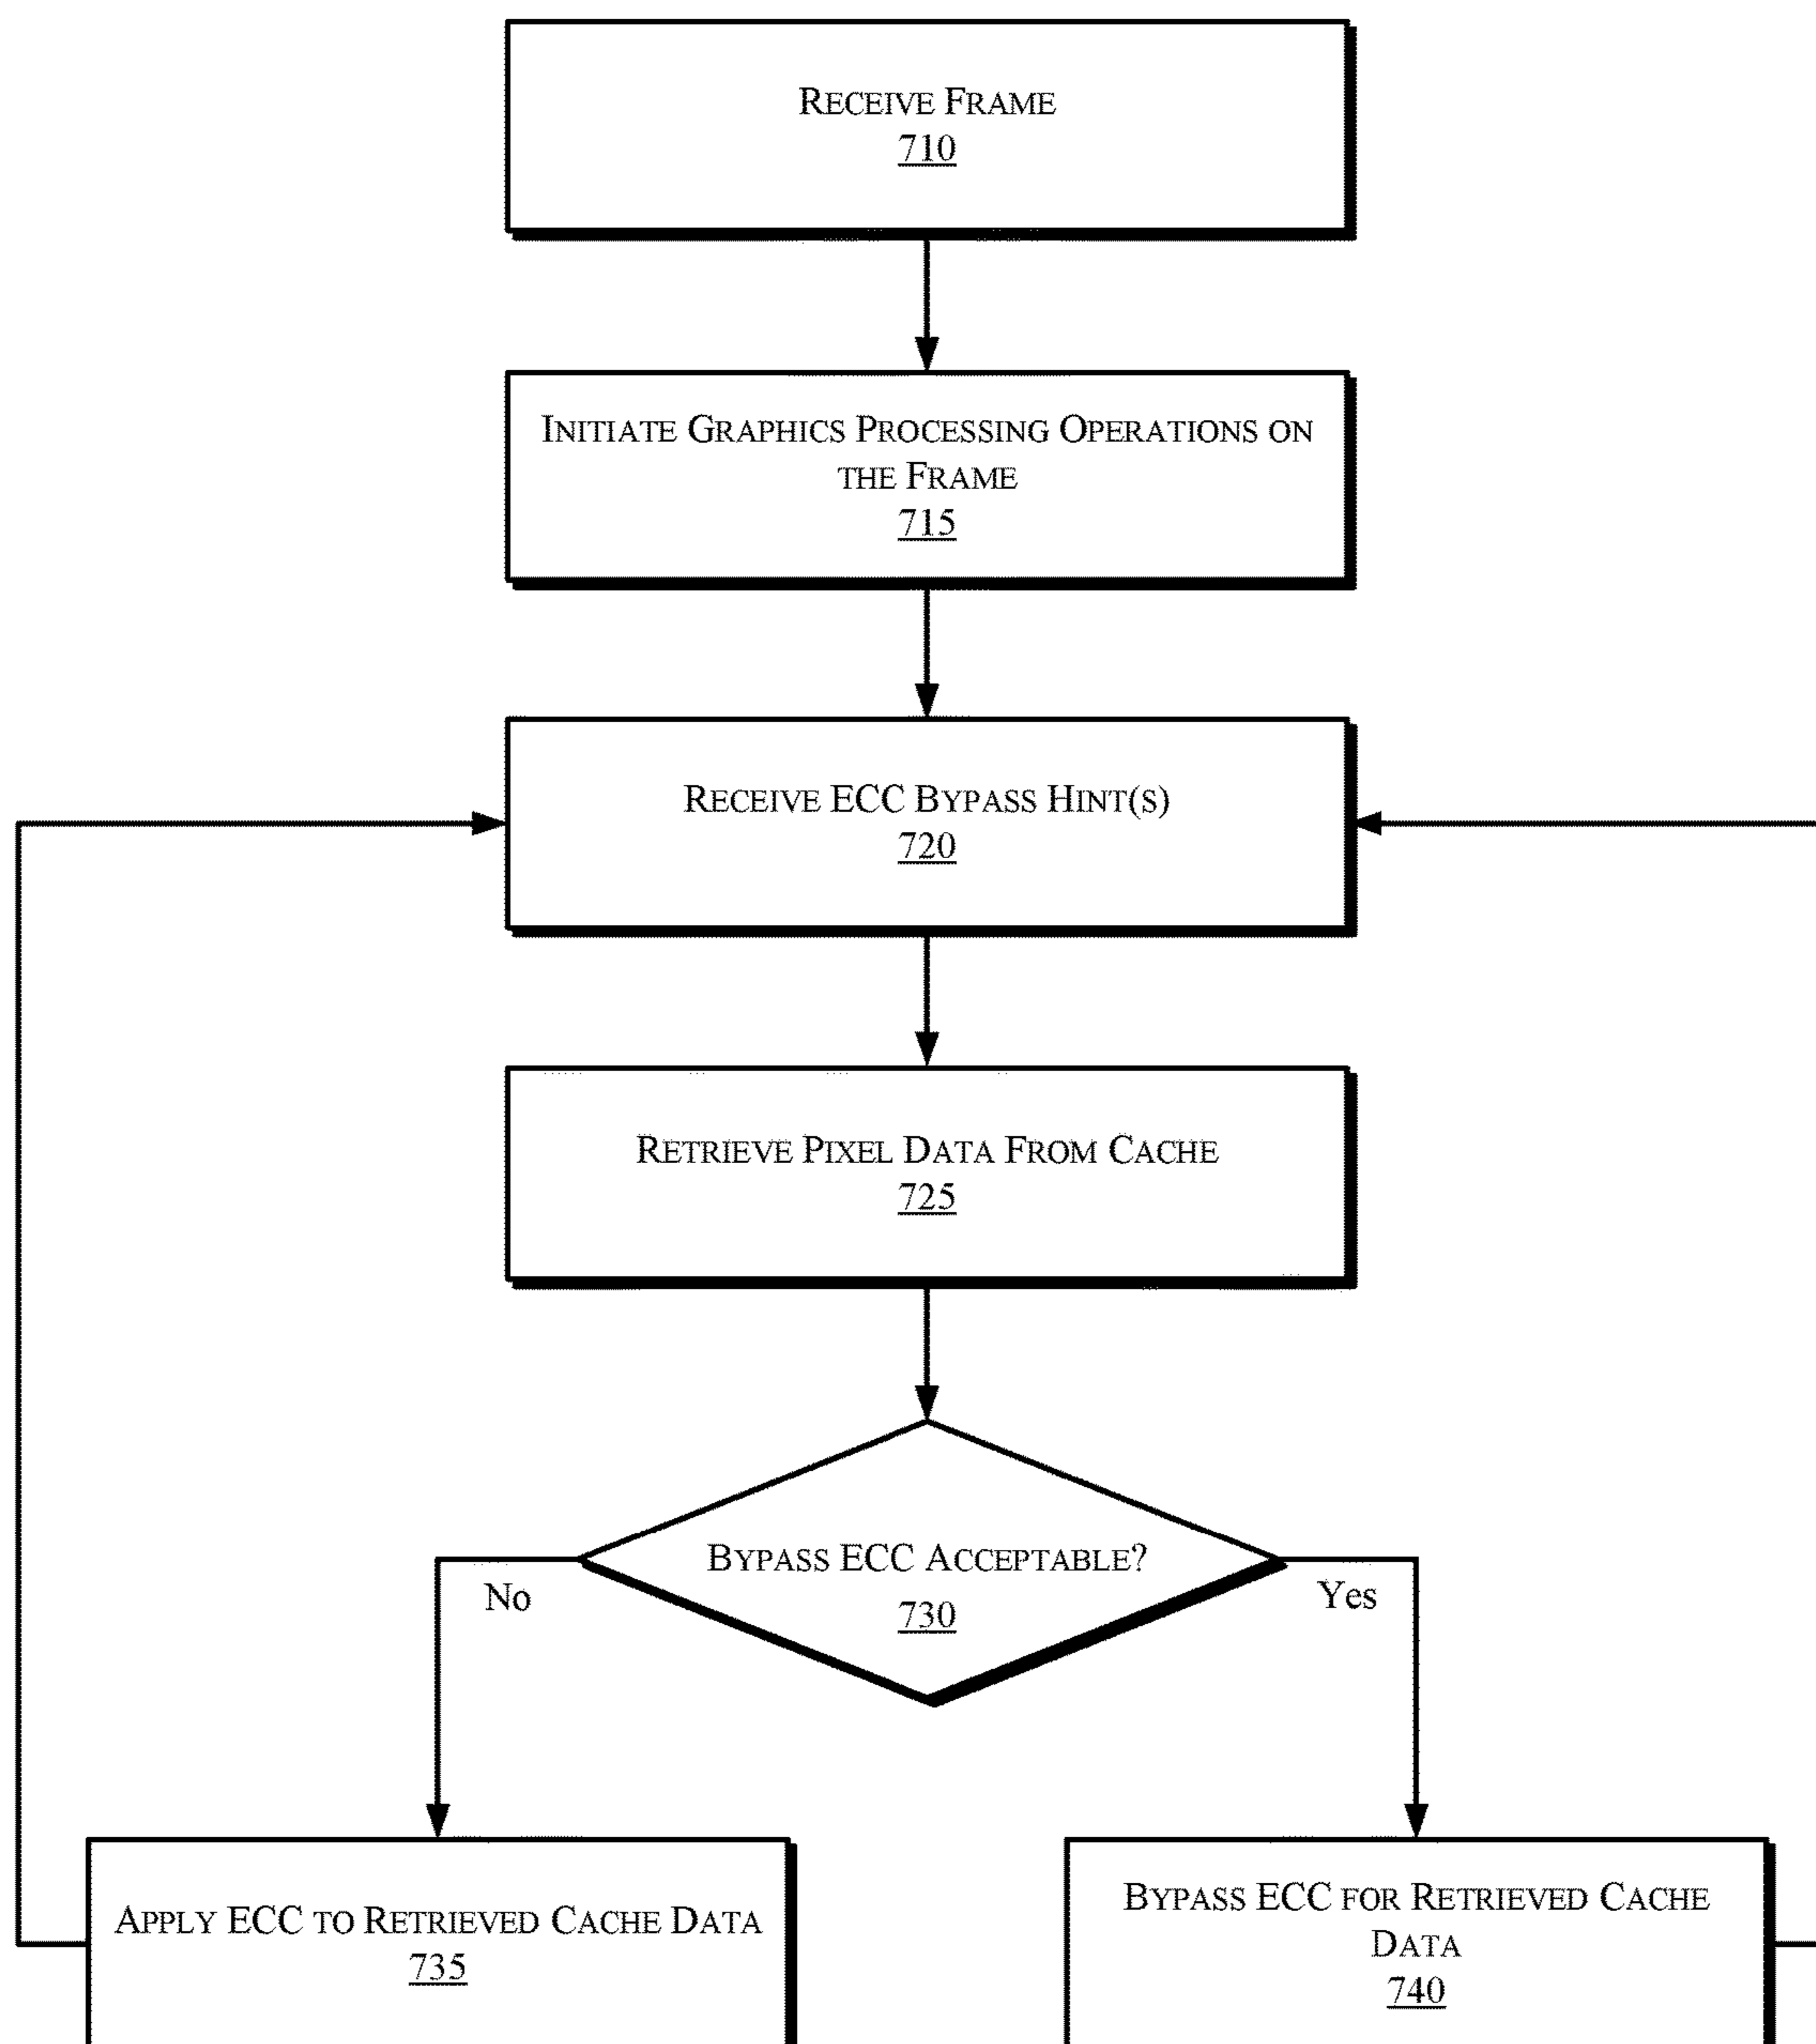 RECEIVE FRAME
710
INITIATE GRAPHICS PROCESSING OPERATIONS ON
THE FRAME
715
RECEIVE ECC BYPASS HINT(S)
720
RETRIEVE PIXEL DATA FROM CACHE
725
BYPASS ECC ACCEPTABLE?
730
No
Yes
APPLY ECC TO RETRIEVED CACHE DATA
735
BYPASS ECC FOR RETRIEVED CACHE
DATA
740